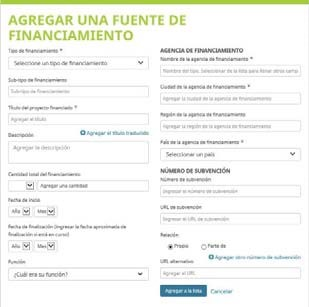 AGREGAR UNA FUENTE DE
FINANCIAMIENTO
Tipo de financiamiento *
Seleccione un tipo de financiamiento
Sub-tipo de financiamiento
Sub-tipo de financiamiento
Título del proyecto financiado *
Agregar el título
Agregar el título traducido
Descripción
Agregar la descripción
Cantidad total del financiamiento
Agregar una cantidad
Fecha de inicio
Año Mes
Fecha de finalización (ingresar la fecha aproximada de
finalización si está en curso)
Año Mes
Función
¿Cuál era su función?
AGENCIA DE FINANCIAMIENTO
Nombre de la agencia de financiamiento *
Nombre del tipo. Seleccionar de la lista para llenar otros camp
Ciudad de la agencia de financiamiento *
Agregar la ciudad de la agencia de financiamiento
Región de la agencia de financiamiento
Agregar la región de la agencia de financiamiento
País de la agencia de financiamiento *
Seleccionar un país
NÚMERO DE SUBVENCIÓN
Número de subvención
Ingresar el número de subvención
URL de subvención
Ingresar el URL de subvención
Relación
Propio Parte de
Agregar otro número de subvención
URL alternativo
Agregar el URL
Agregar a la lista Cancelar